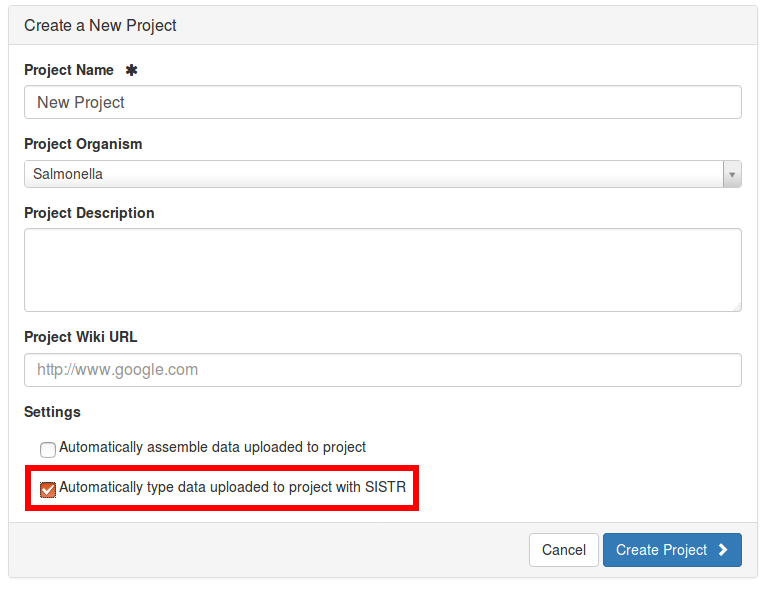 Create a New Project
Project Name ✱
New Project
Project Organism
Salmonella
Project Description
Project Wiki URL
http://www.google.com
Settings
Automatically assemble data uploaded to project
Automatically type data uploaded to project with SISTR
Cancel
Create Project